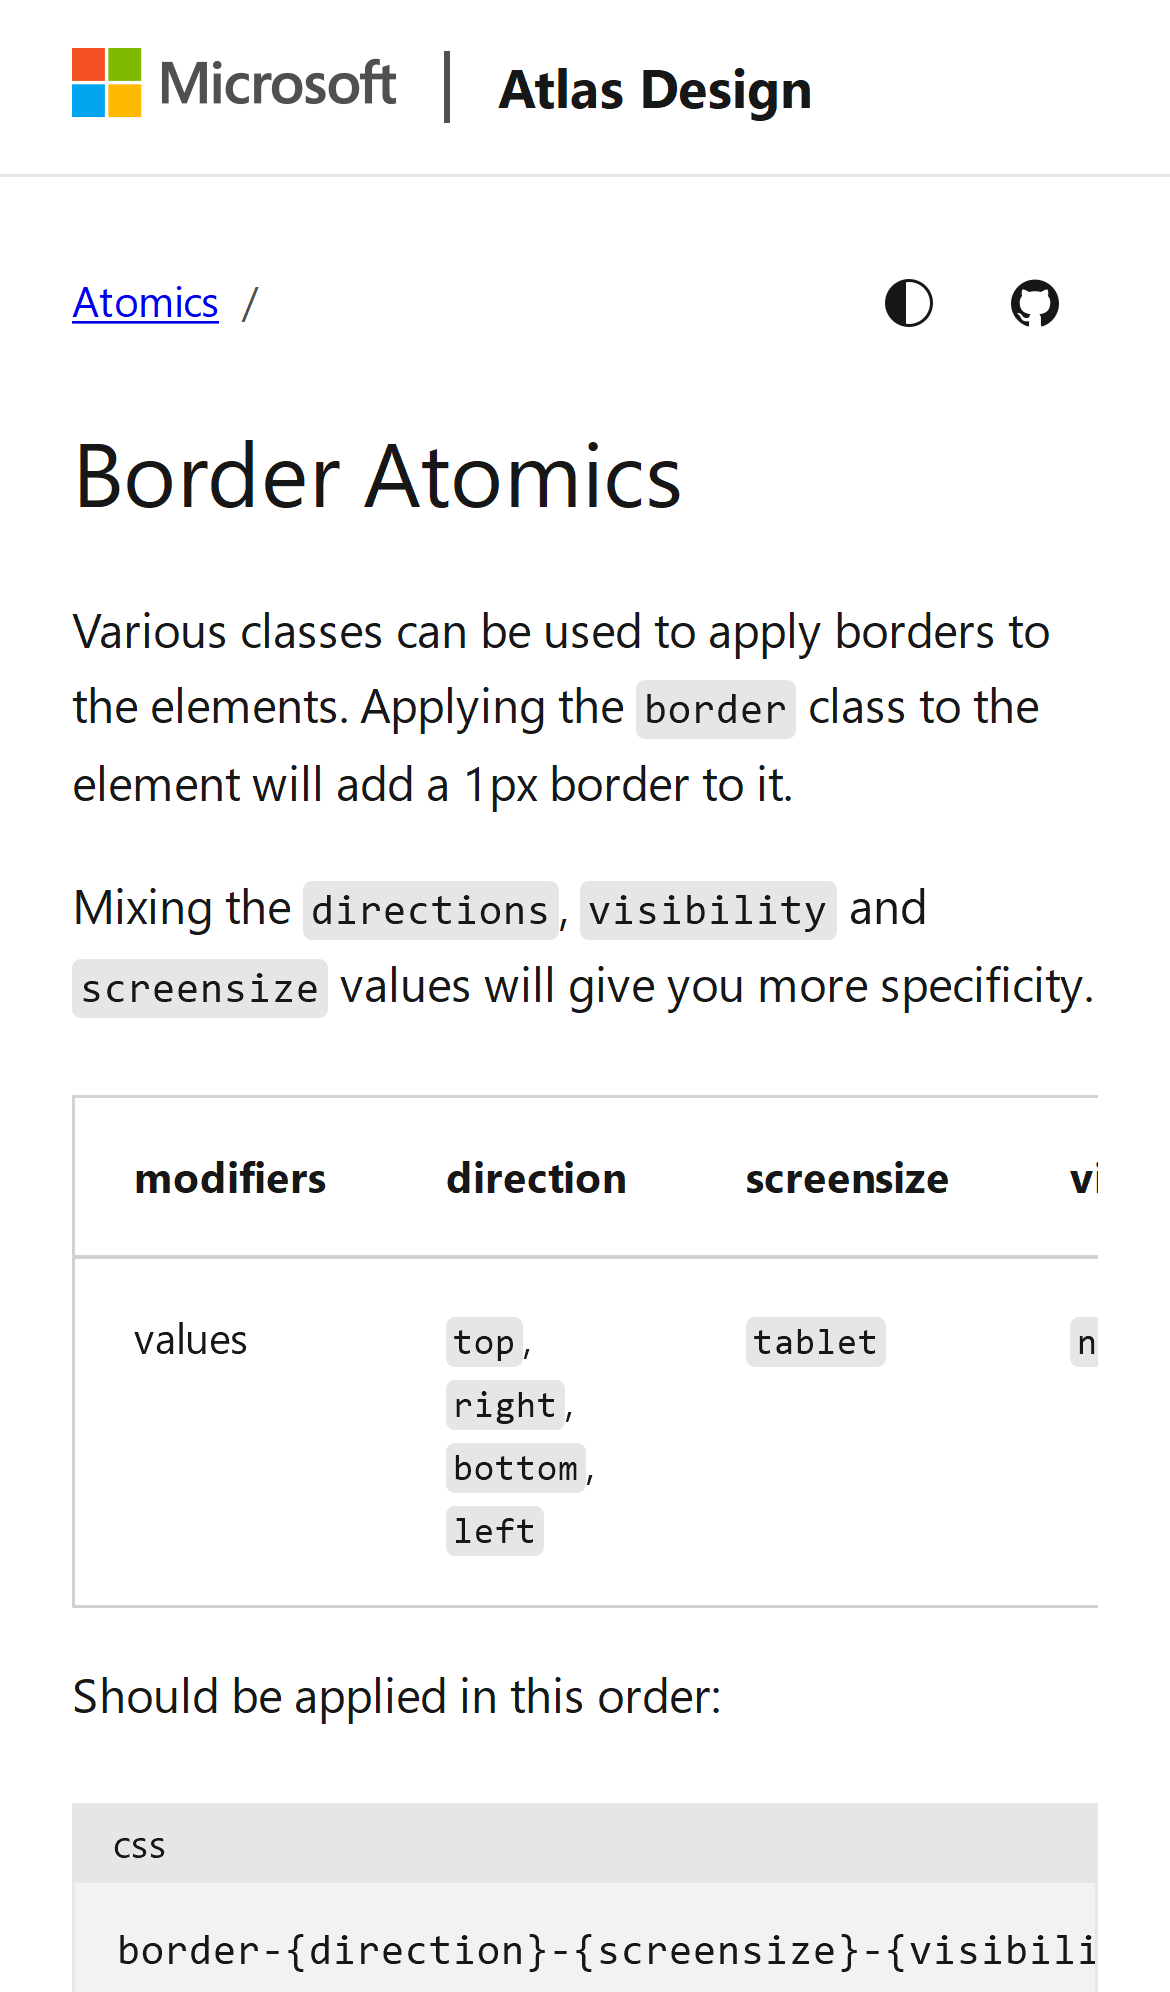 Microsoft | Atlas Design
Atomics /
Border Atomics
Various classes can be used to apply borders to
the elements. Applying the border class to the
element will add a 1px border to it.
Mixing the directions, visibility and
screensize values will give you more specificity.
modifiers direction screensize vi
values top, tablet n
right,
bottom,
left
Should be applied in this order:
css
border-{direction}-{screensize}-{visibili